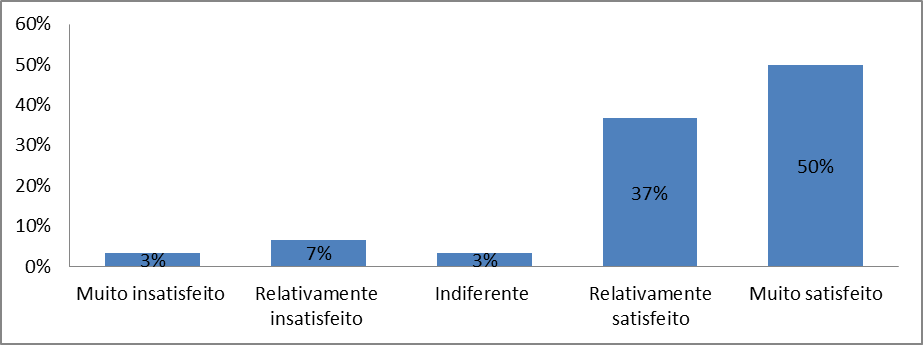 60%
50%
40%
30%
20%
10%
0%
3%
7%
3%
37%
50%
Muito insatisfeito
Relativamente
insatisfeito
Indiferente
Relativamente
satisfeito
Muito satisfeito